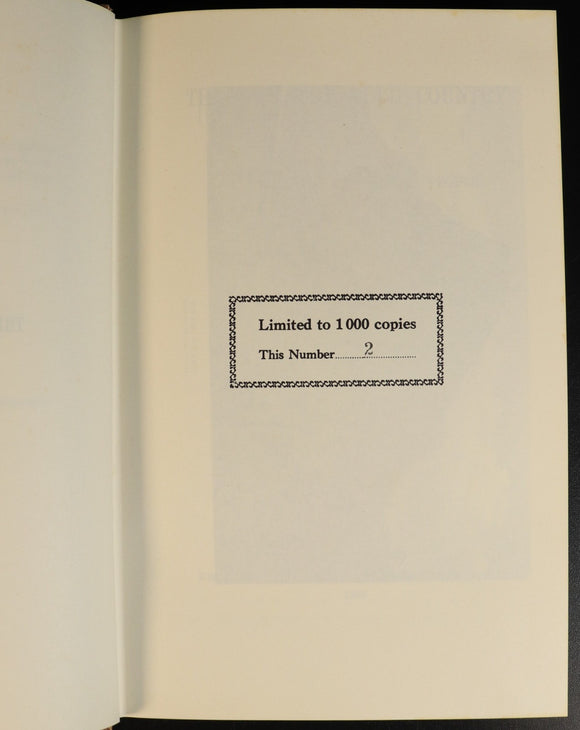 Limited to 1000 copies
This Number 2